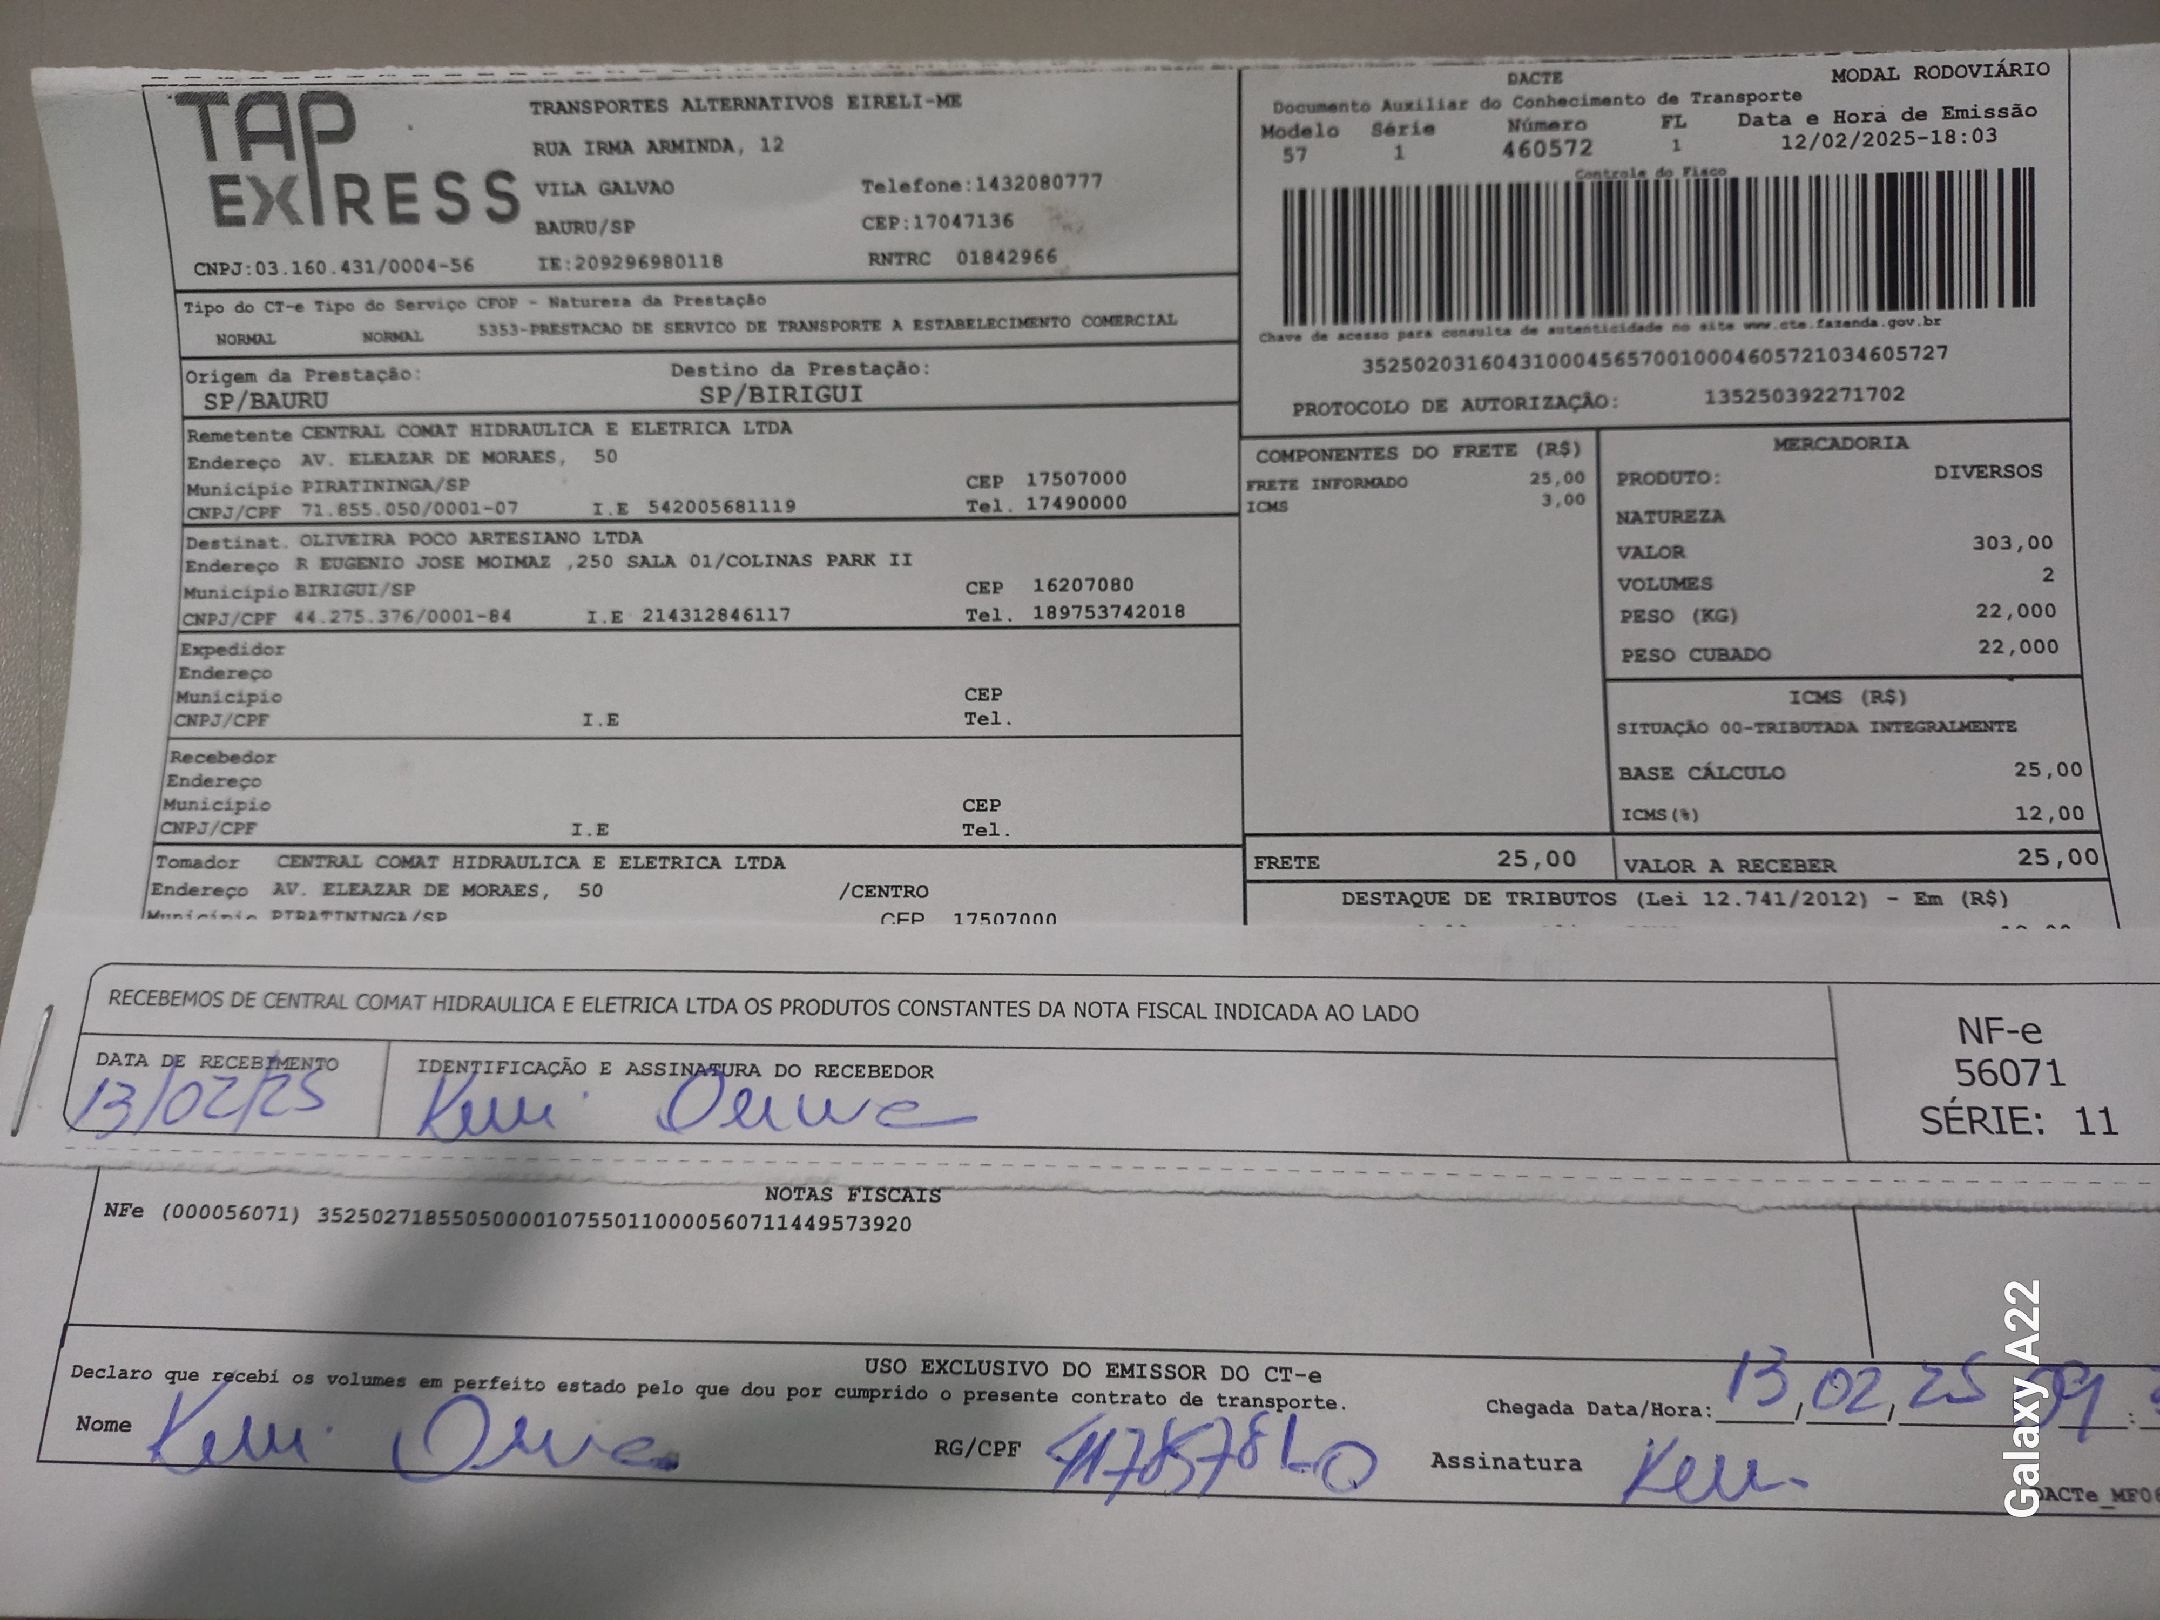 TAP EXPRESS
TRANSPORTES ALTERNATIVOS EIRELI-ME
RUA IRMA ARMINDA, 12
VILA GALVAO Telefone:1432080777
BAURU/SP CEP:17047136
CNPJ:03.160.431/0004-56 IE:209296980118 RNTRC 01842966
DACTE MODAL RODOVIÁRIO
Documento Auxiliar do Conhecimento de Transporte
Modelo Série Número FL Data e Hora de Emissão
57 1 460572 1 12/02/2025-18:03
Controle do Fisco
Chave de acesso para consulta de autenticidade no site www.cte.fazenda.gov.br
35250203160431000456570010004605721034605727
PROTOCOLO DE AUTORIZAÇÃO: 135250392271702
Tipo do CT-e Tipo do Serviço CFOP - Natureza da Prestação
NORMAL NORMAL 5353-PRESTACAO DE SERVICO DE TRANSPORTE A ESTABELECIMENTO COMERCIAL
Origem da Prestação: Destino da Prestação:
SP/BAURU SP/BIRIGUI
Remetente CENTRAL COMAT HIDRAULICA E ELETRICA LTDA
Endereço AV. ELEAZAR DE MORAES, 50
Município PIRATININGA/SP CEP 17507000
CNPJ/CPF 71.855.050/0001-07 I.E 542005681119 Tel. 17490000
Destinat. OLIVEIRA POCO ARTESIANO LTDA
Endereço R EUGENIO JOSE MOIMAZ ,250 SALA 01/COLINAS PARK II
Município BIRIGUI/SP CEP 16207080
CNPJ/CPF 44.275.376/0001-84 I.E 214312846117 Tel. 189753742018
Expedidor
Endereço
Município CEP
CNPJ/CPF I.E Tel.
Recebedor
Endereço
Município CEP
CNPJ/CPF I.E Tel.
Tomador CENTRAL COMAT HIDRAULICA E ELETRICA LTDA
Endereço AV. ELEAZAR DE MORAES, 50 /CENTRO
Município PIRATININGA/SP CEP 17507000
COMPONENTES DO FRETE (R$)
FRETE INFORMADO 25,00
ICMS 3,00
MERCADORIA
PRODUTO: DIVERSOS
NATUREZA
VALOR 303,00
VOLUMES 2
PESO (KG) 22,000
PESO CUBADO 22,000
ICMS (R$)
SITUAÇÃO 00-TRIBUTADA INTEGRALMENTE
BASE CÁLCULO 25,00
ICMS(%) 12,00
FRETE 25,00 VALOR A RECEBER 25,00
DESTAQUE DE TRIBUTOS (Lei 12.741/2012) - Em (R$)
RECEBEMOS DE CENTRAL COMAT HIDRAULICA E ELETRICA LTDA OS PRODUTOS CONSTANTES DA NOTA FISCAL INDICADA AO LADO
DATA DE RECEBIMENTO IDENTIFICAÇÃO E ASSINATURA DO RECEBEDOR
13/02/25
NF-e
56071
SÉRIE: 11
NOTAS FISCAIS
NFe (000056071) 35250271855050000107550110000560711449573920
USO EXCLUSIVO DO EMISSOR DO CT-e
Declaro que recebi os volumes em perfeito estado pelo que dou por cumprido o presente contrato de transporte.
Chegada Data/Hora: 13, 02, 25 09 :
Nome RG/CPF Assinatura
DACTe_MF06
Galaxy A22